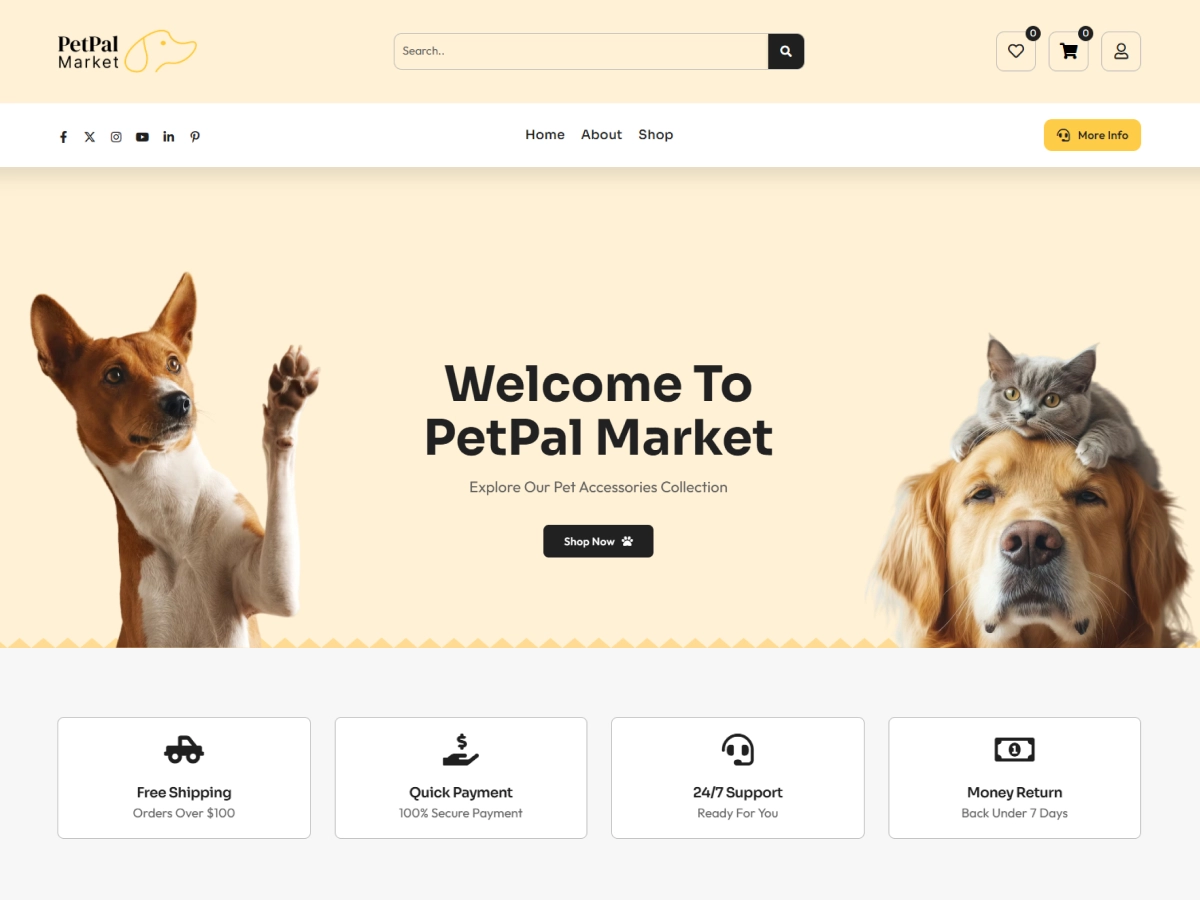 PetPal
Market
Search..
0
0
Home About Shop
More Info
Welcome To
PetPal Market
Explore Our Pet Accessories Collection
Shop Now
Free Shipping
Orders Over $100
Quick Payment
100% Secure Payment
24/7 Support
Ready For You
Money Return
Back Under 7 Days